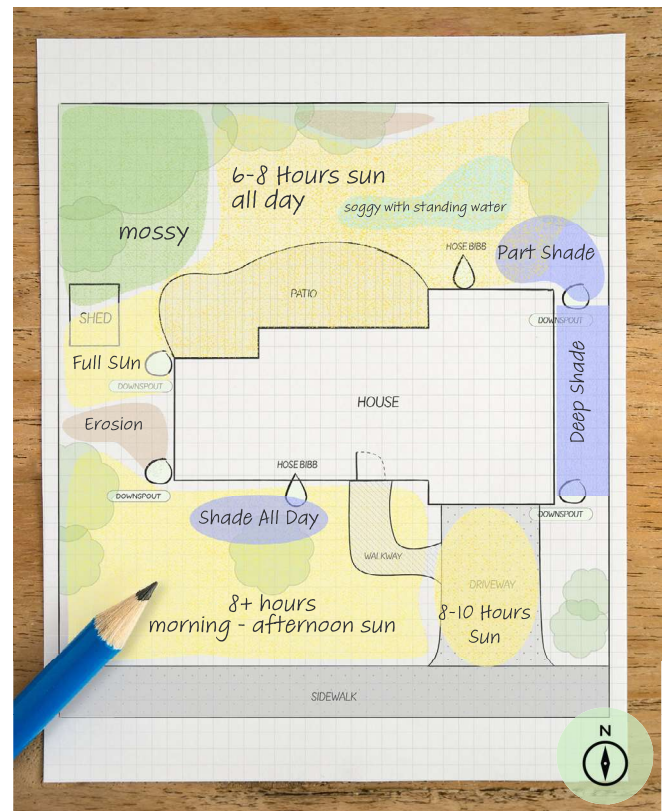 6-8 Hours sun
all day
soggy with standing water
mossy
HOSE BIBB
Part Shade
PATIO
SHED
DOWNSPOUT
Full Sun
DOWNSPOUT
Deep Shade
HOUSE
Erosion
HOSE BIBB
DOWNSPOUT
DOWNSPOUT
Shade All Day
WALKWAY
DRIVEWAY
8+ hours
morning - afternoon sun
8-10 Hours
Sun
SIDEWALK
N